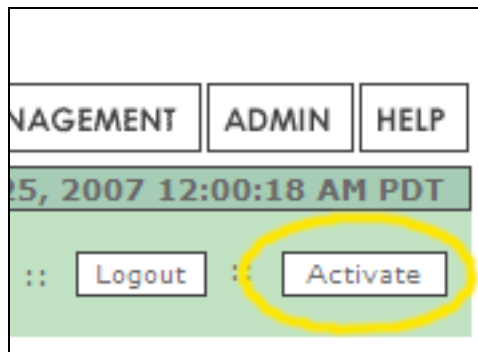 NAGEMENT ADMIN HELP
25, 2007 12:00:18 AM PDT
:: Logout :: Activate